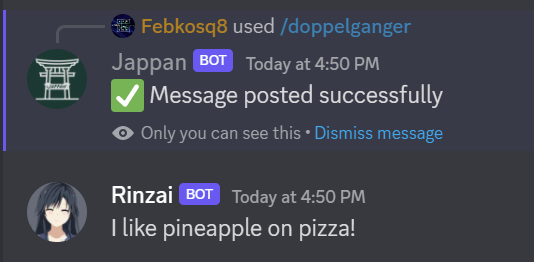 Febkosq8 used /doppelganger
Jappan BOT Today at 4:50 PM
✅ Message posted successfully
Only you can see this • Dismiss message
Rinzai BOT Today at 4:50 PM
I like pineapple on pizza!